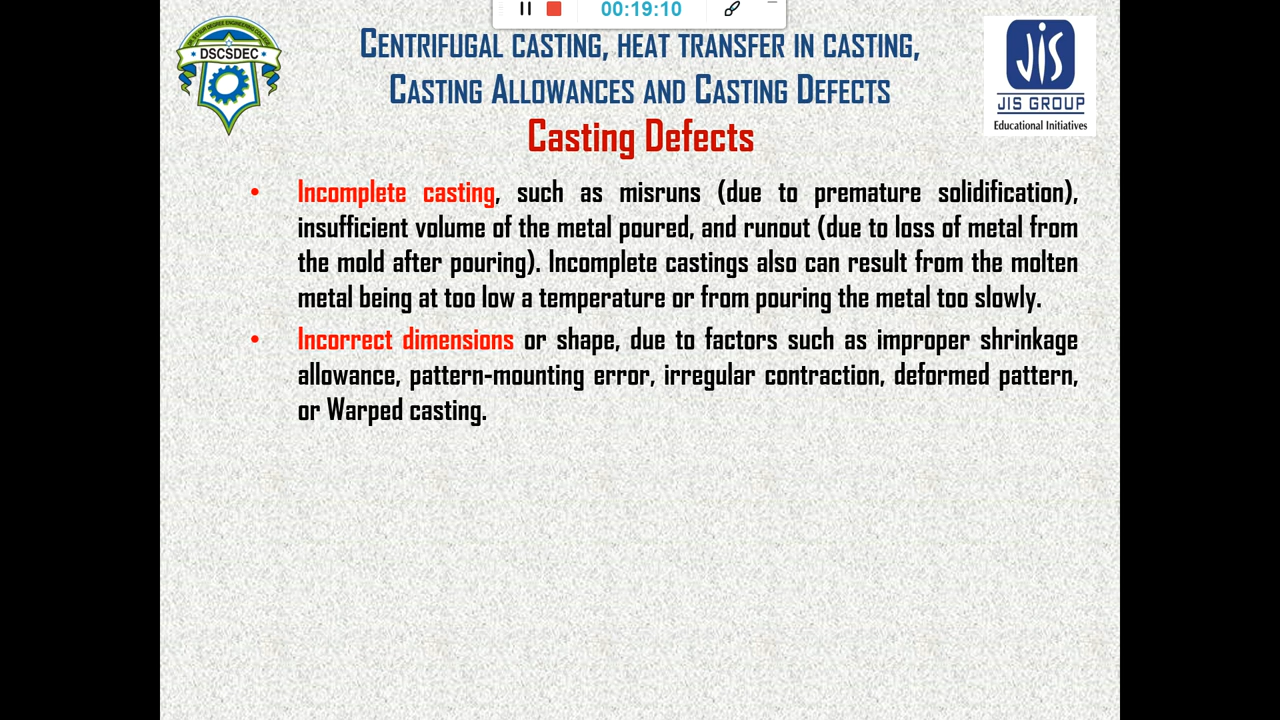 00:19:10
DSCSDEC
CENTRIFUGAL CASTING, HEAT TRANSFER IN CASTING,
CASTING ALLOWANCES AND CASTING DEFECTS
Casting Defects
JIS
JIS GROUP
Educational Initiatives
• Incomplete casting, such as misruns (due to premature solidification),
insufficient volume of the metal poured, and runout (due to loss of metal from
the mold after pouring). Incomplete castings also can result from the molten
metal being at too low a temperature or from pouring the metal too slowly.
• Incorrect dimensions or shape, due to factors such as improper shrinkage
allowance, pattern-mounting error, irregular contraction, deformed pattern,
or Warped casting.